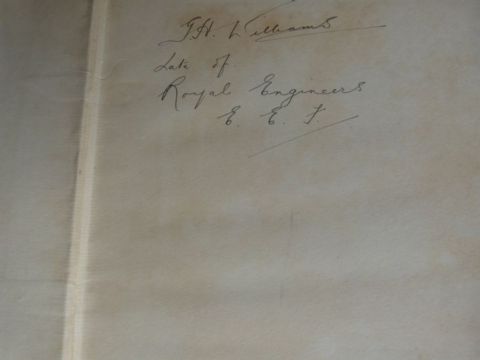 J.H. Williams
Late of.
Royal Engineers
E. E. F.